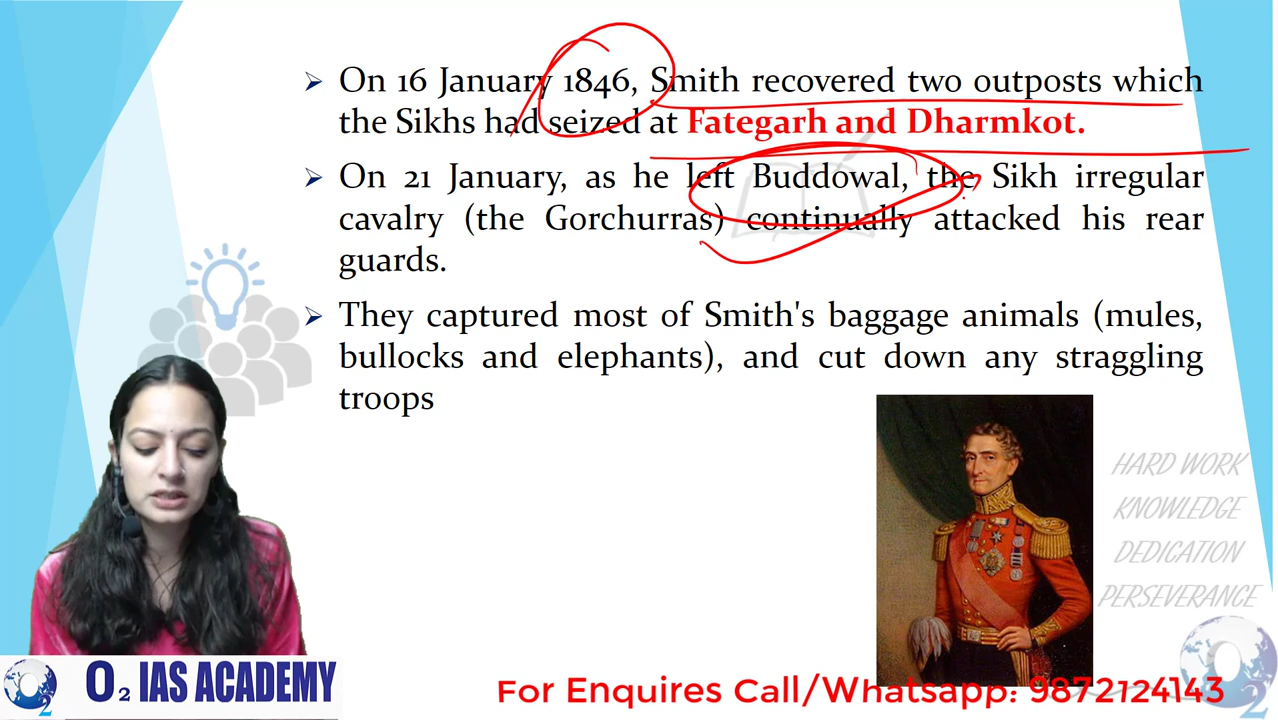 ➢ On 16 January 1846, Smith recovered two outposts which
the Sikhs had seized at Fategarh and Dharmkot.
➢ On 21 January, as he left Buddowal, the Sikh irregular
cavalry (the Gorchurras) continually attacked his rear
guards.
➢ They captured most of Smith's baggage animals (mules,
bullocks and elephants), and cut down any straggling
troops
HARD WORK
KNOWLEDGE
DEDICATION
PERSEVERANCE
O2 IAS ACADEMY
For Enquires Call/Whatsapp: 9872124143